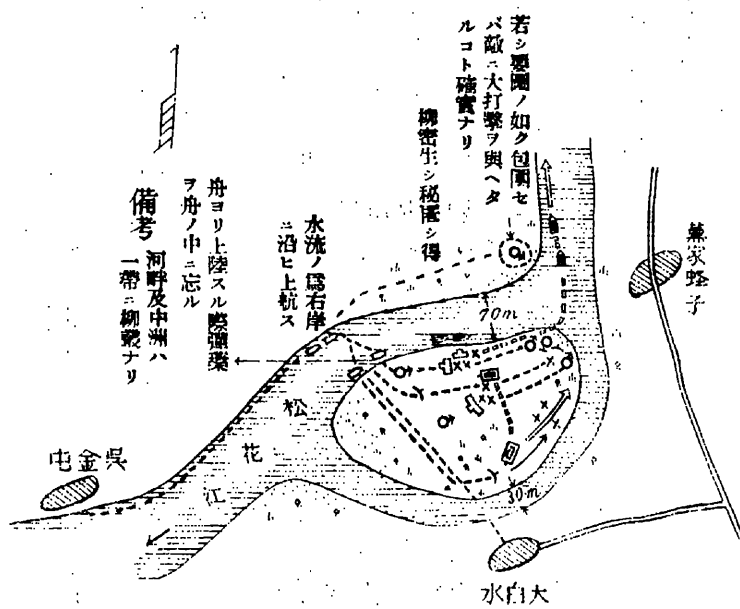 家蜂子
若シ要圖ノ如ク包圍セ
バ敵ニ大打擊ヲ與ヘタ
ルコト確實ナリ
柳密生シ秘匿シ得
水流ノ爲右岸
ニ沿ヒ上航ス
舟ヨリ上陸スル際彈藥
ヲ舟ノ中ニ忘ル
備考 河畔及中洲ハ
一帶ニ柳叢ナリ
70m
松花江
呉金屯
30m
大白水